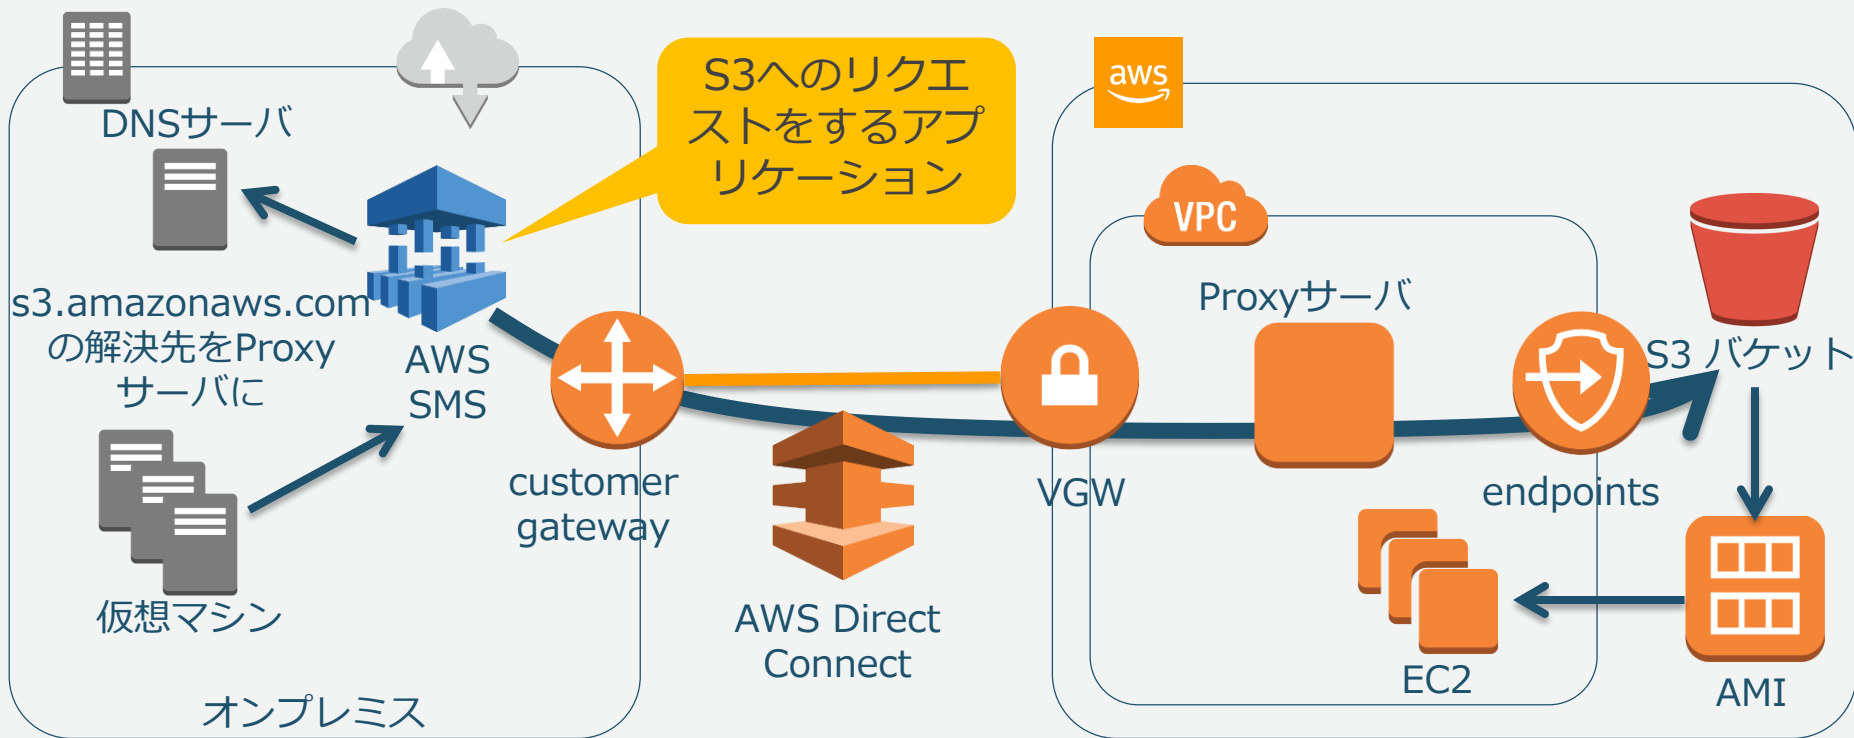 DNSサーバ
s3.amazonaws.com
の解決先をProxy
サーバに
仮想マシン
オンプレミス
AWS
SMS
S3へのリクエ
ストをするアプ
リケーション
customer
gateway
AWS Direct
Connect
aws
VPC
VGW
Proxyサーバ
endpoints
EC2
S3 バケット
AMI